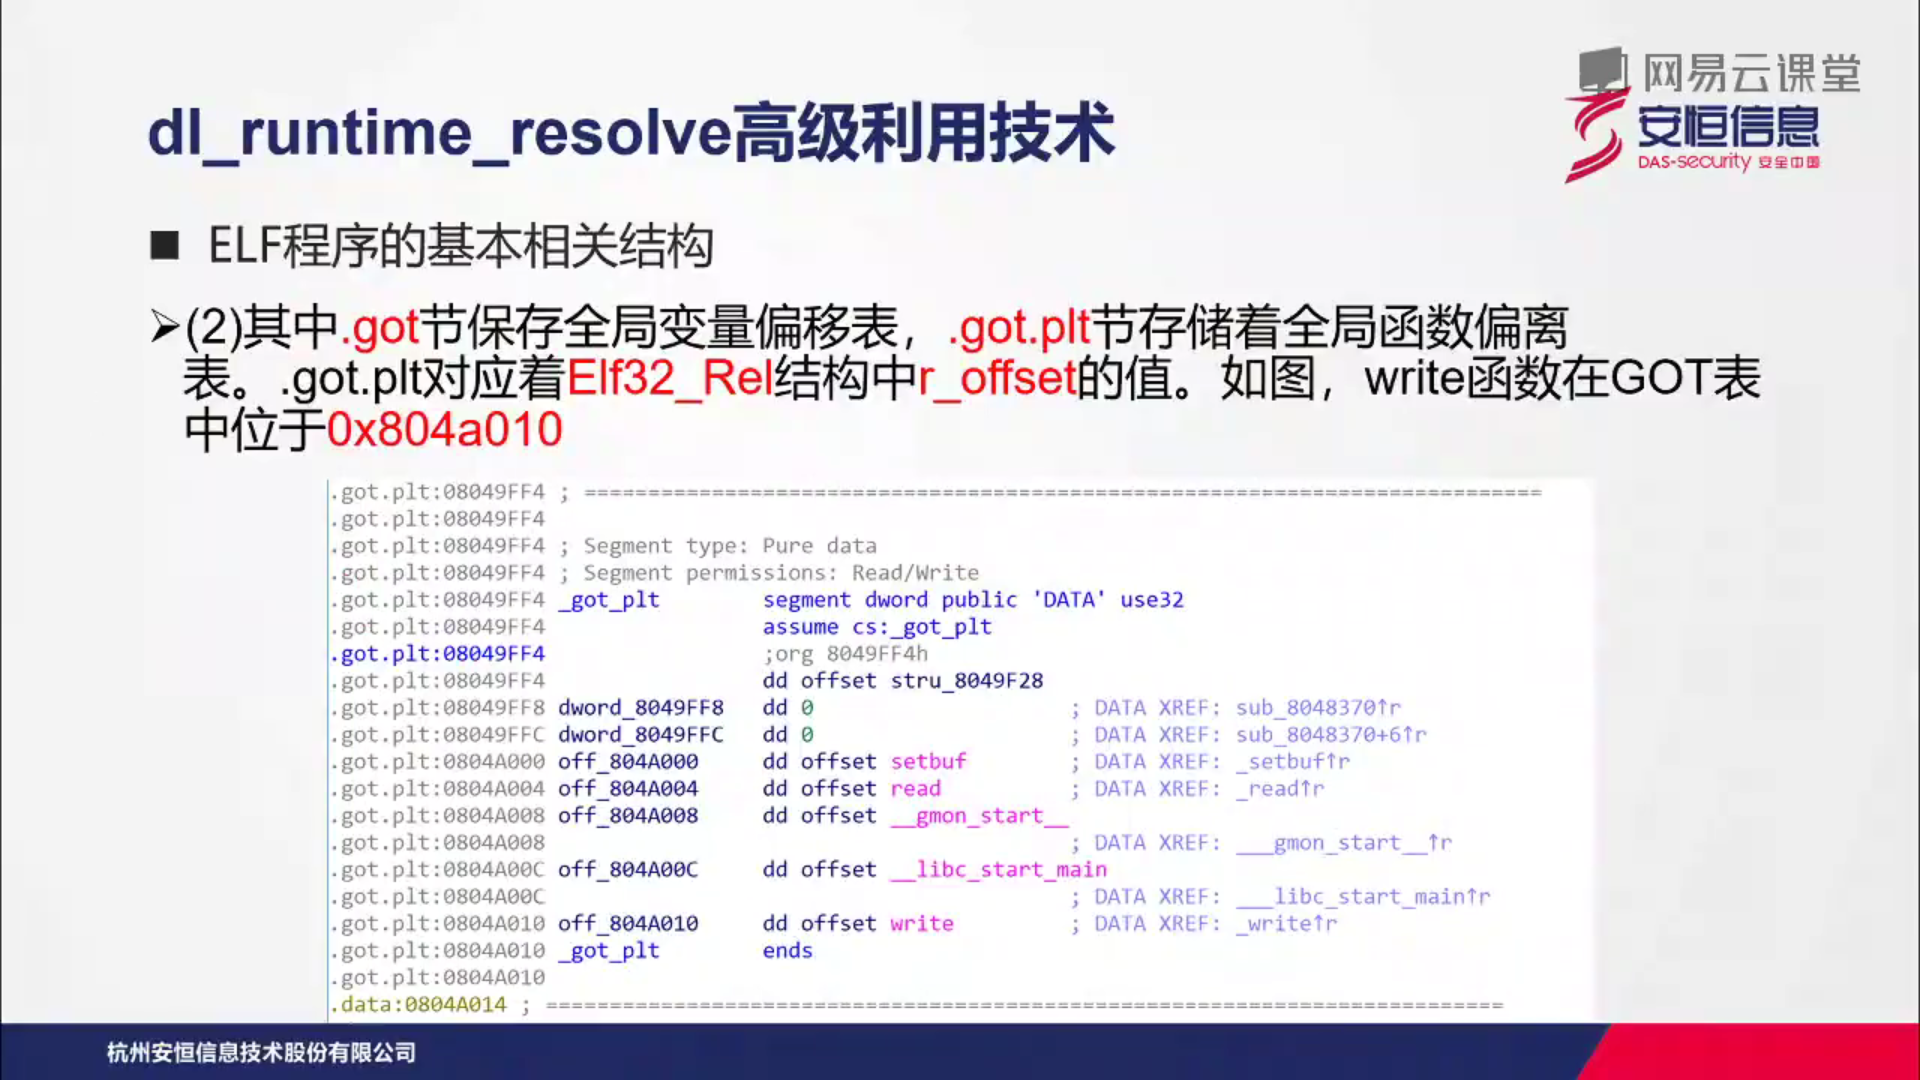 网易云课堂
安恒信息
DAS-security 安全中国
dl_runtime_resolve高级利用技术
■ ELF程序的基本相关结构
➢(2)其中.got节保存全局变量偏移表，.got.plt节存储着全局函数偏离
表。.got.plt对应着Elf32_Rel结构中r_offset的值。如图，write函数在GOT表
中位于0x804a010
.got.plt:08049FF4 ; ===========================================================================
.got.plt:08049FF4
.got.plt:08049FF4 ; Segment type: Pure data
.got.plt:08049FF4 ; Segment permissions: Read/Write
.got.plt:08049FF4 _got_plt        segment dword public 'DATA' use32
.got.plt:08049FF4                 assume cs:_got_plt
.got.plt:08049FF4                 ;org 8049FF4h
.got.plt:08049FF4                 dd offset stru_8049F28
.got.plt:08049FF8 dword_8049FF8   dd 0                    ; DATA XREF: sub_8048370↑r
.got.plt:08049FFC dword_8049FFC   dd 0                    ; DATA XREF: sub_8048370+6↑r
.got.plt:0804A000 off_804A000     dd offset setbuf        ; DATA XREF: _setbuf↑r
.got.plt:0804A004 off_804A004     dd offset read          ; DATA XREF: _read↑r
.got.plt:0804A008 off_804A008     dd offset __gmon_start__
.got.plt:0804A008                                         ; DATA XREF: ___gmon_start__↑r
.got.plt:0804A00C off_804A00C     dd offset __libc_start_main
.got.plt:0804A00C                                         ; DATA XREF: ___libc_start_main↑r
.got.plt:0804A010 off_804A010     dd offset write         ; DATA XREF: _write↑r
.got.plt:0804A010 _got_plt        ends
.got.plt:0804A010
.data:0804A014 ; ===========================================================================
杭州安恒信息技术股份有限公司